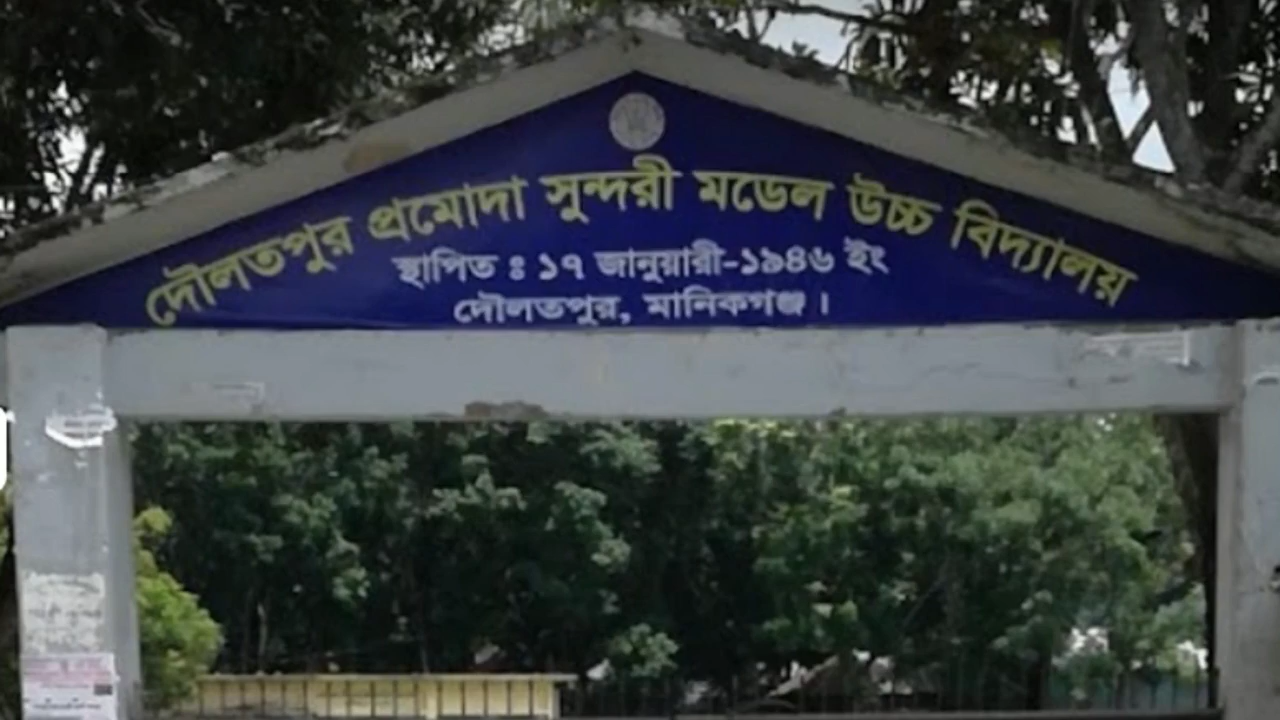 দৌলতপুর প্রমোদা সুন্দরী মডেল উচ্চ বিদ্যালয়
স্থাপিত ঃ ১৭ জানুয়ারী-১৯৪৬ ইং
দৌলতপুর, মানিকগঞ্জ।